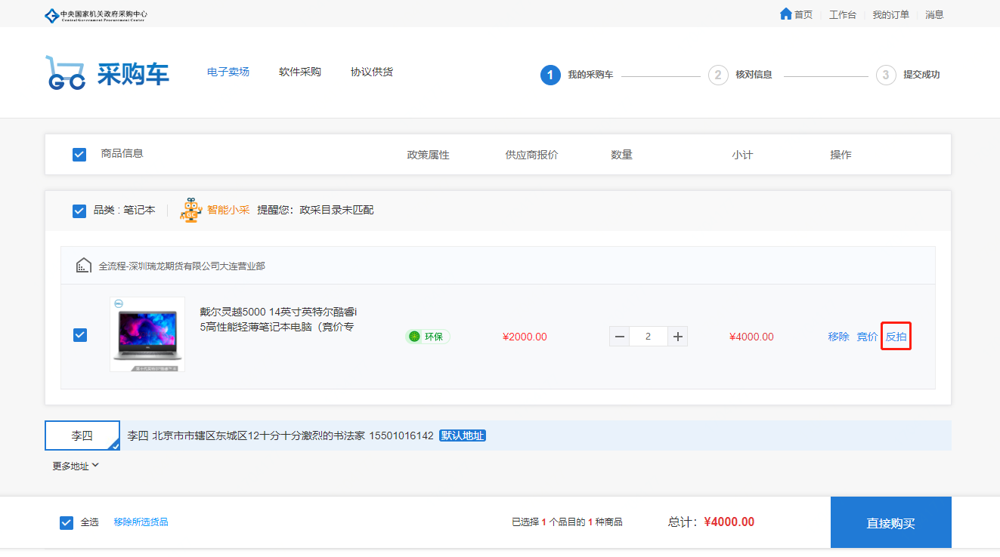 中央国家机关政府采购中心
Central Government Procurement Center
首页 工作台 我的订单 消息
GC 采购车
电子卖场 软件采购 协议供货
1 我的采购车 2 核对信息 3 提交成功
商品信息 政策属性 供应商报价 数量 小计 操作
品类 : 笔记本 智能小采 提醒您：政采目录未匹配
全流程-深圳瑞龙期货有限公司大连营业部
戴尔灵越5000 14英寸英特尔酷睿i
5高性能轻薄笔记本电脑（竞价专
环保 ¥2000.00 2 ¥4000.00 移除 竞价 反拍
李四 李四 北京市市辖区东城区12十分十分激烈的书法家 15501016142 默认地址
更多地址
全选 移除所选货品 已选择 1 个品目的 1 种商品 总计：¥4000.00 直接购买